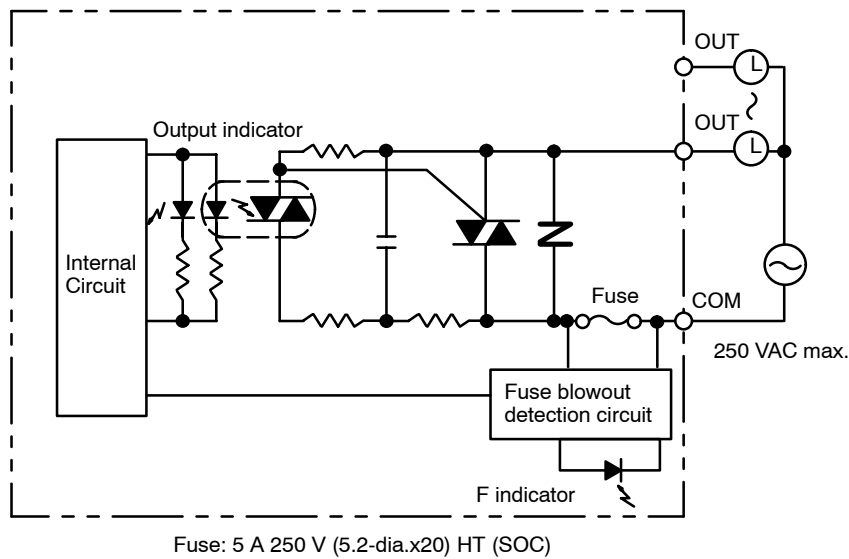 OUT
L
Output indicator
OUT
L
Internal
Circuit
Fuse
COM
250 VAC max.
Fuse blowout
detection circuit
F indicator
Fuse: 5 A 250 V (5.2-dia.x20) HT (SOC)